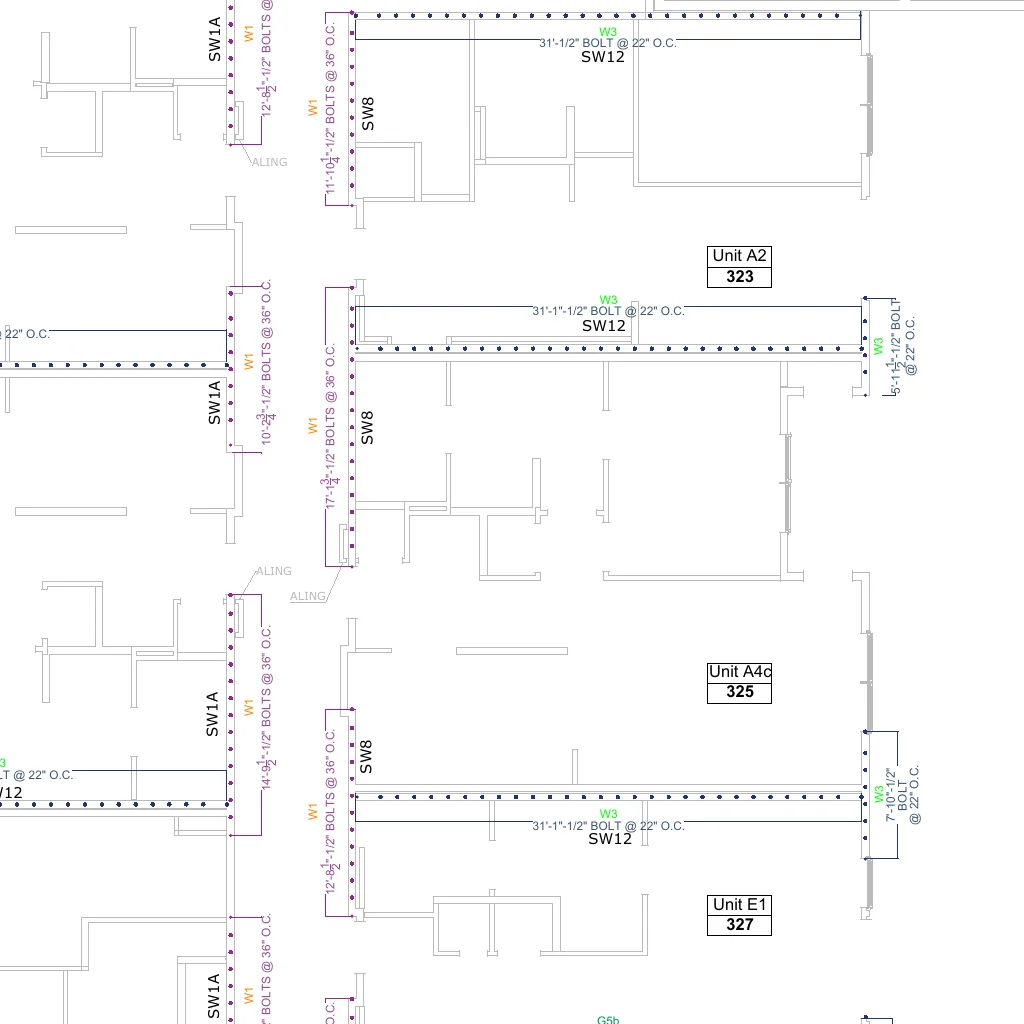 W3
31'-1/2" BOLT @ 22" O.C.
SW12
SW1A
W1
12'-8 1/2"-1/2" BOLTS @
W1
11'-10 1/4"-1/2" BOLTS @ 36" O.C.
SW8
ALING
Unit A2
323
W3
31'-1"-1/2" BOLT @ 22" O.C.
SW12
@ 22" O.C.
W1
SW1A
10'-2 3/4"-1/2" BOLTS @ 36" O.C.
W1
17'-1 3/4"-1/2" BOLTS @ 36" O.C.
SW8
W3
5'-11 1/2"-1/2" BOLT
@ 22" O.C.
ALING
ALING
Unit A4c
325
SW1A
W1
14'-9 1/2"-1/2" BOLTS @ 36" O.C.
W1
12'-8 1/2"-1/2" BOLTS @ 36" O.C.
SW8
3
LT @ 22" O.C.
W12
W3
31'-1"-1/2" BOLT @ 22" O.C.
SW12
W3
7'-10"-1/2"
BOLT
@ 22" O.C.
Unit E1
327
SW1A
W1
BOLTS @ 36" O.C.
O.C.
G5b